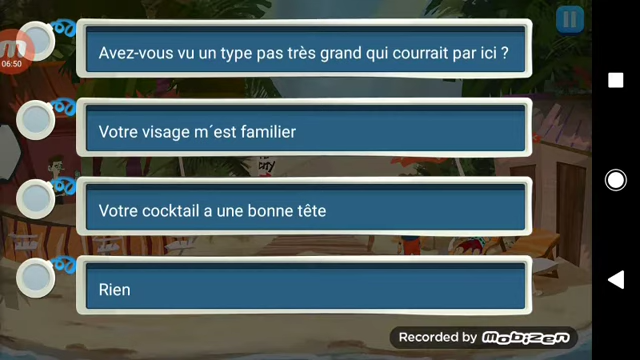 Avez-vous vu un type pas très grand qui courrait par ici ?
06:50
Votre visage m´est familier
Votre cocktail a une bonne tête
Rien
Recorded by mobizen